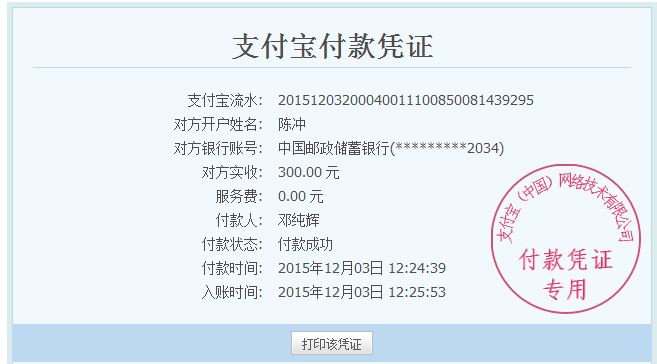 支付宝付款凭证
支付宝流水： 20151203200040011100850081439295
对方开户姓名： 陈冲
对方银行账号： 中国邮政储蓄银行(*********2034)
对方实收： 300.00 元
服务费： 0.00 元
付款人： 邓纯辉
付款状态： 付款成功
付款时间： 2015年12月03日 12:24:39
入账时间： 2015年12月03日 12:25:53
支付宝（中国）网络技术有限公司
付款凭证
专用
打印该凭证